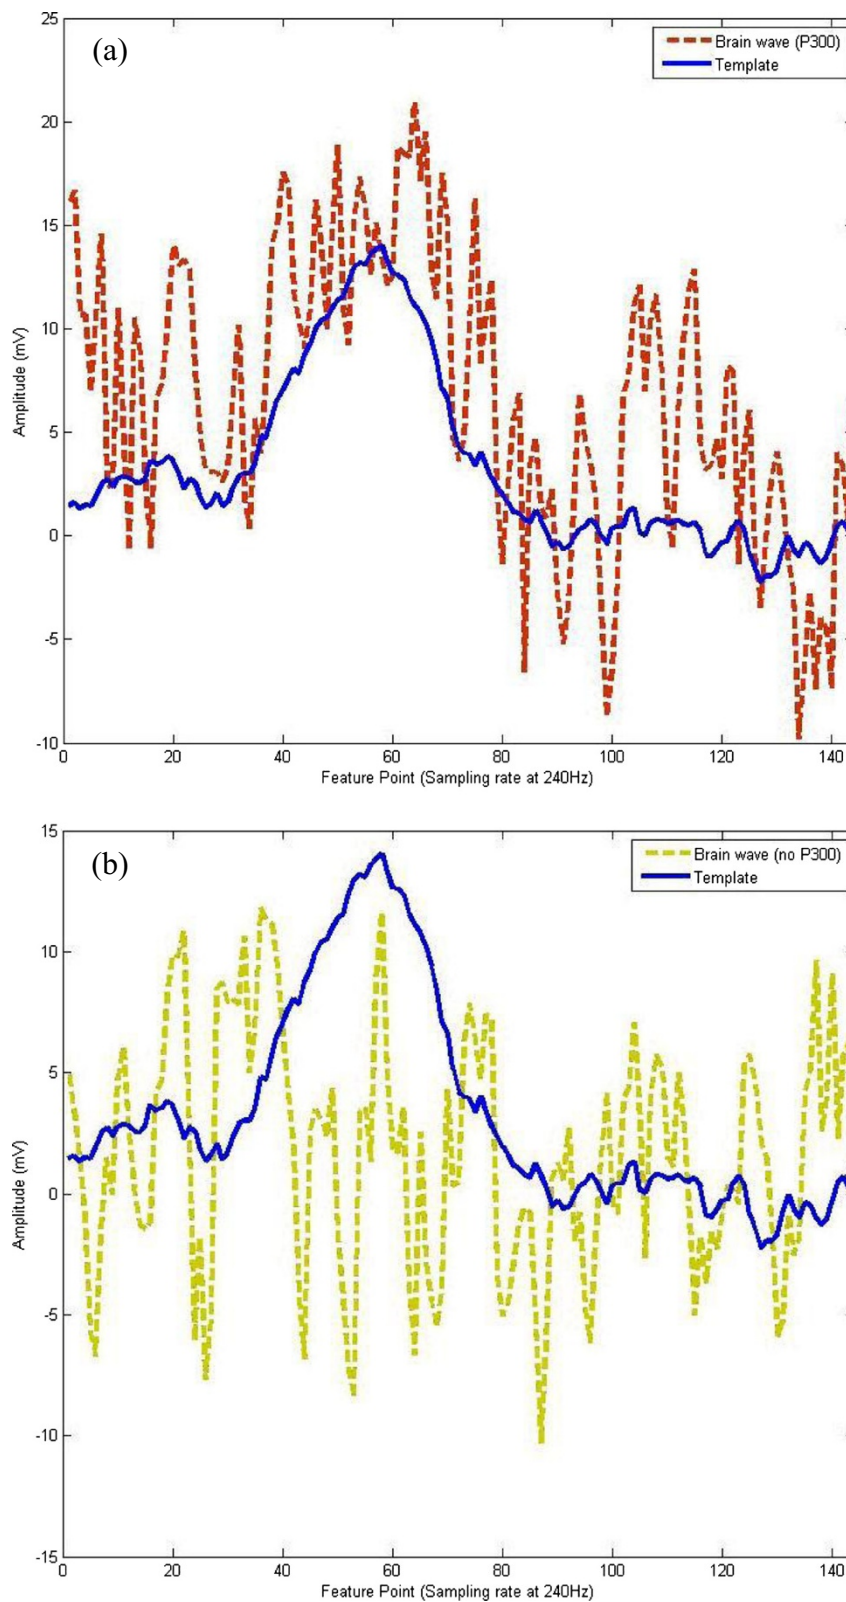 (a)
Brain wave (P300)
Template
25
20
15
10
5
0
-5
-10
Amplitude (mV)
0 20 40 60 80 100 120 140
Feature Point (Sampling rate at 240Hz)
(b)
Brain wave (no P300)
Template
15
10
5
0
-5
-10
-15
Amplitude (mV)
0 20 40 60 80 100 120 140
Feature Point (Sampling rate at 240Hz)